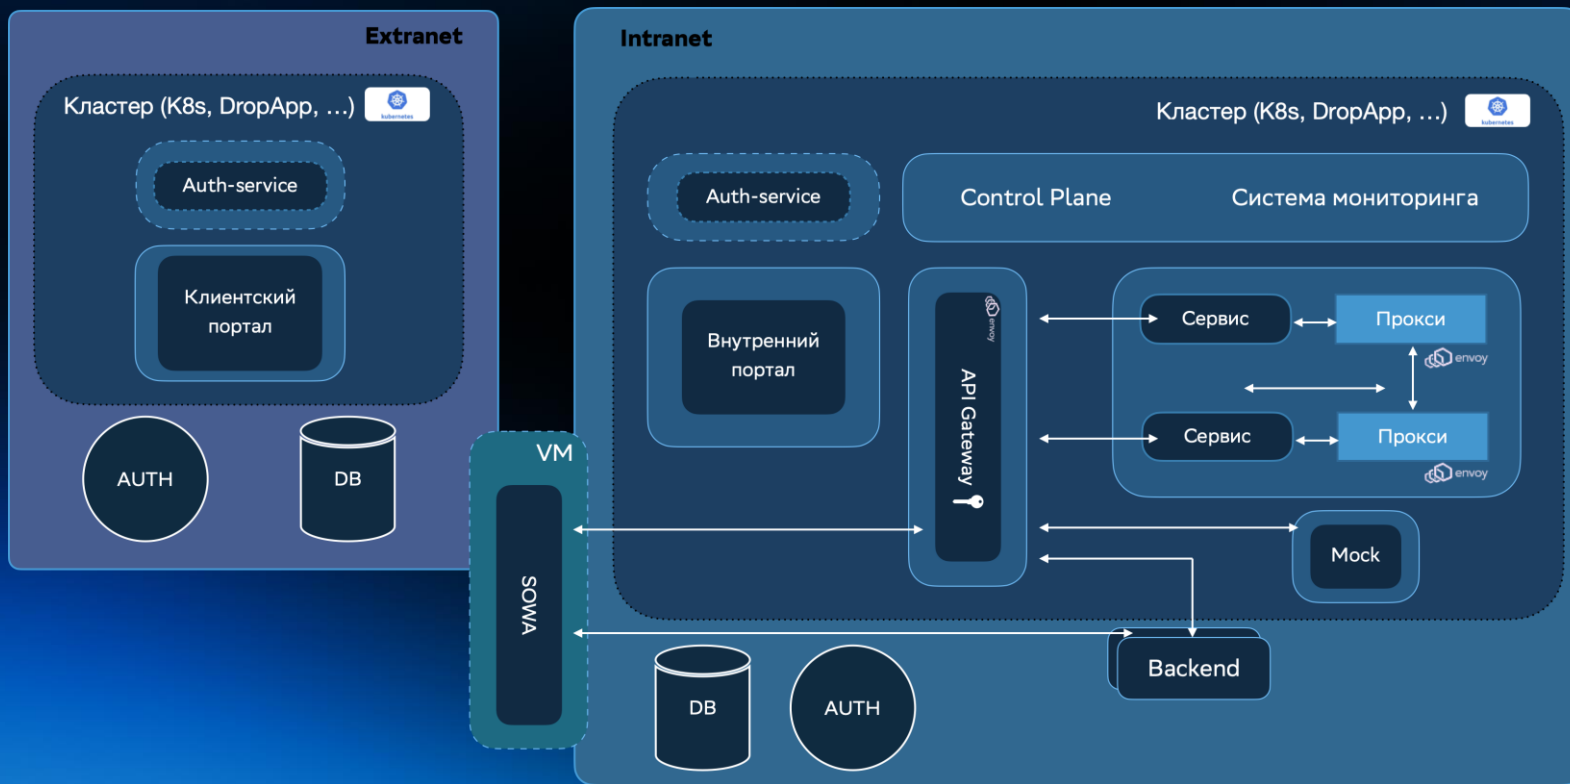 Extranet
Кластер (K8s, DropApp, ...)
kubernetes
Auth-service
Клиентский
портал
AUTH
DB
VM
SOWA
Intranet
Кластер (K8s, DropApp, ...)
kubernetes
Auth-service
Control Plane
Система мониторинга
Внутренний
портал
envoy
API Gateway
Сервис
Прокси
envoy
Сервис
Прокси
envoy
Mock
Backend
DB
AUTH